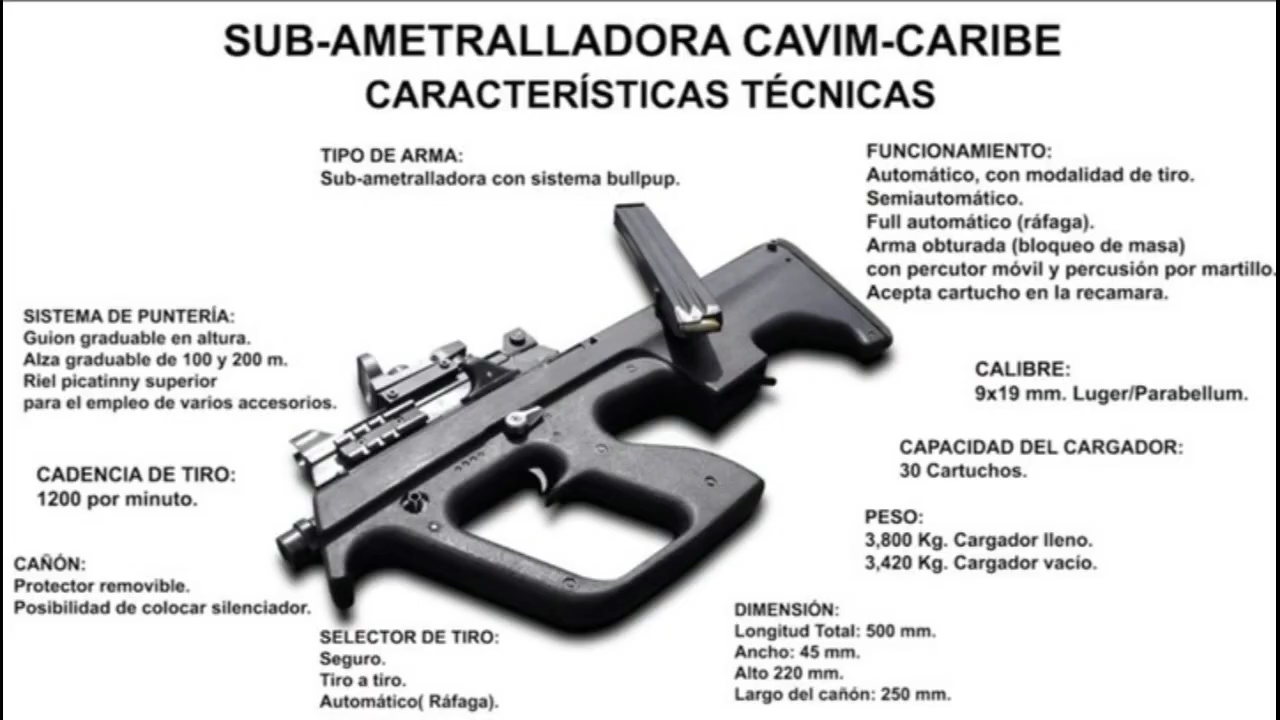 SUB-AMETRALLADORA CAVIM-CARIBE
CARACTERÍSTICAS TÉCNICAS
TIPO DE ARMA:
Sub-ametralladora con sistema bullpup.
FUNCIONAMIENTO:
Automático, con modalidad de tiro.
Semiautomático.
Full automático (ráfaga).
Arma obturada (bloqueo de masa)
con percutor móvil y percusión por martillo.
Acepta cartucho en la recamara.
SISTEMA DE PUNTERÍA:
Guion graduable en altura.
Alza graduable de 100 y 200 m.
Riel picatinny superior
para el empleo de varios accesorios.
CALIBRE:
9x19 mm. Luger/Parabellum.
CADENCIA DE TIRO:
1200 por minuto.
CAPACIDAD DEL CARGADOR:
30 Cartuchos.
PESO:
3,800 Kg. Cargador lleno.
3,420 Kg. Cargador vacío.
CAÑÓN:
Protector removible.
Posibilidad de colocar silenciador.
SELECTOR DE TIRO:
Seguro.
Tiro a tiro.
Automático( Ráfaga).
DIMENSIÓN:
Longitud Total: 500 mm.
Ancho: 45 mm.
Alto 220 mm.
Largo del cañón: 250 mm.